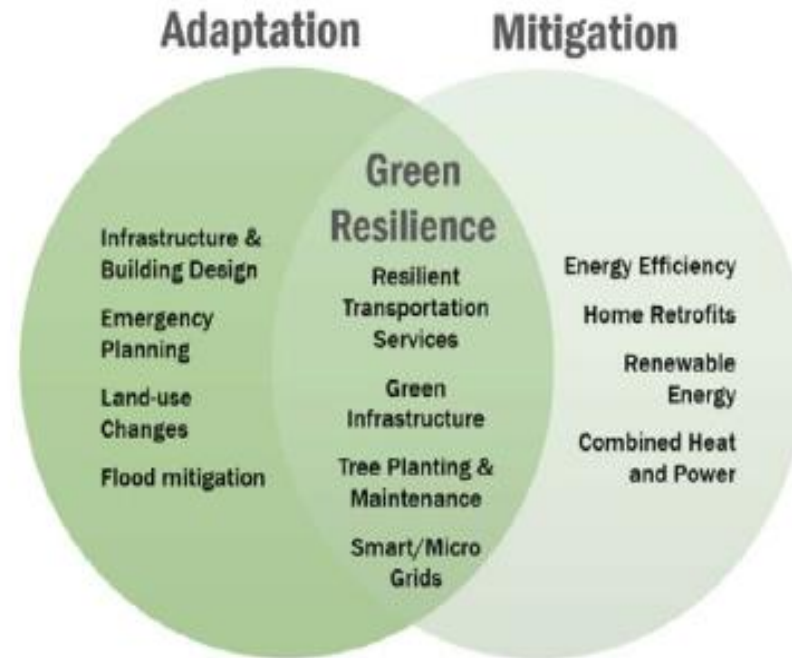 Adaptation
Mitigation
Green
Resilience
Infrastructure &
Building Design
Emergency
Planning
Land-use
Changes
Flood mitigation
Resilient
Transportation
Services
Green
Infrastructure
Tree Planting &
Maintenance
Smart/Micro
Grids
Energy Efficiency
Home Retrofits
Renewable
Energy
Combined Heat
and Power